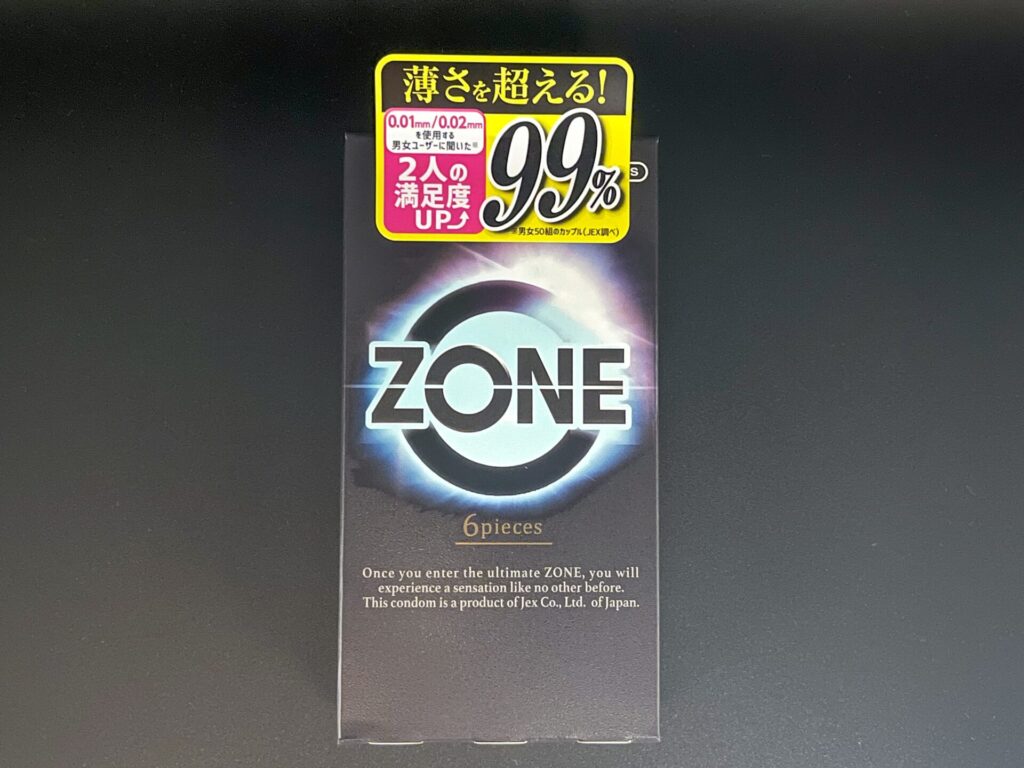 薄さを超える!
0.01mm/0.02mm
を使用する
男女ユーザーに聞いた※
2人の
満足度
UP
99%
※男女50組のカップル(JEX調べ)
S
ZONE
6pieces
Once you enter the ultimate ZONE, you will
experience a sensation like no other before.
This condom is a product of Jex Co., Ltd. of Japan.